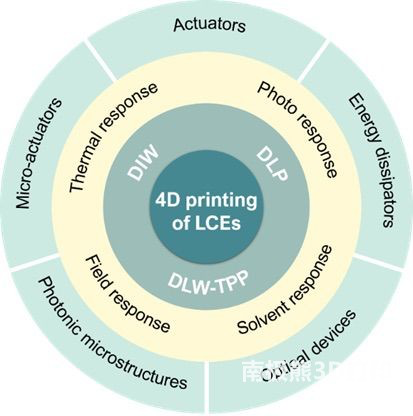 Actuators
Micro-actuators
Energy dissipators
Photonic microstructures
Optical devices
Thermal response
Photo response
Field response
Solvent response
DIW
DLP
DLW-TPP
4D printing
of LCEs
南极熊3D